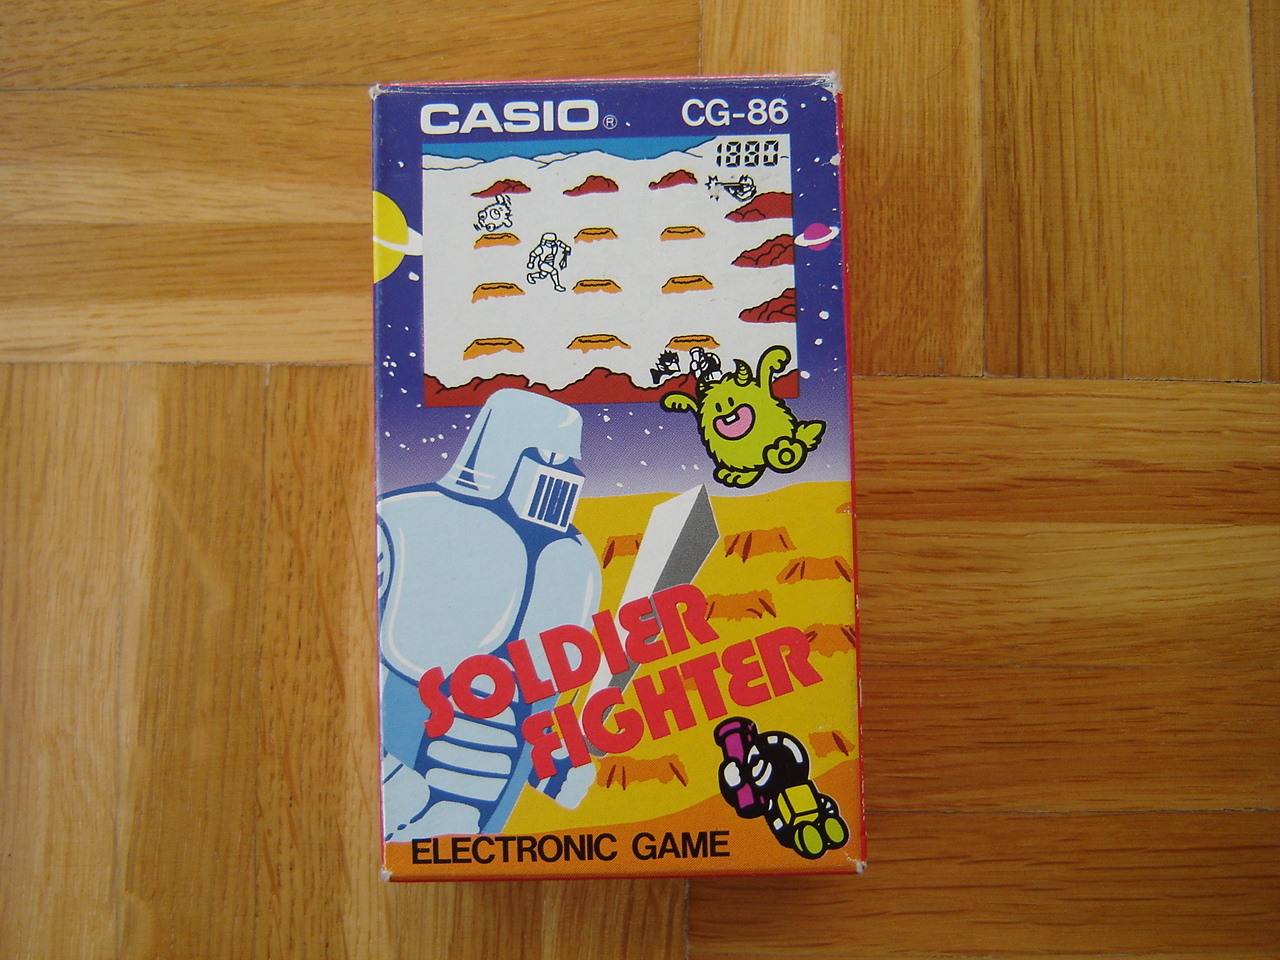 CASIO® CG-86
1880
SOLDIER
FIGHTER
ELECTRONIC GAME